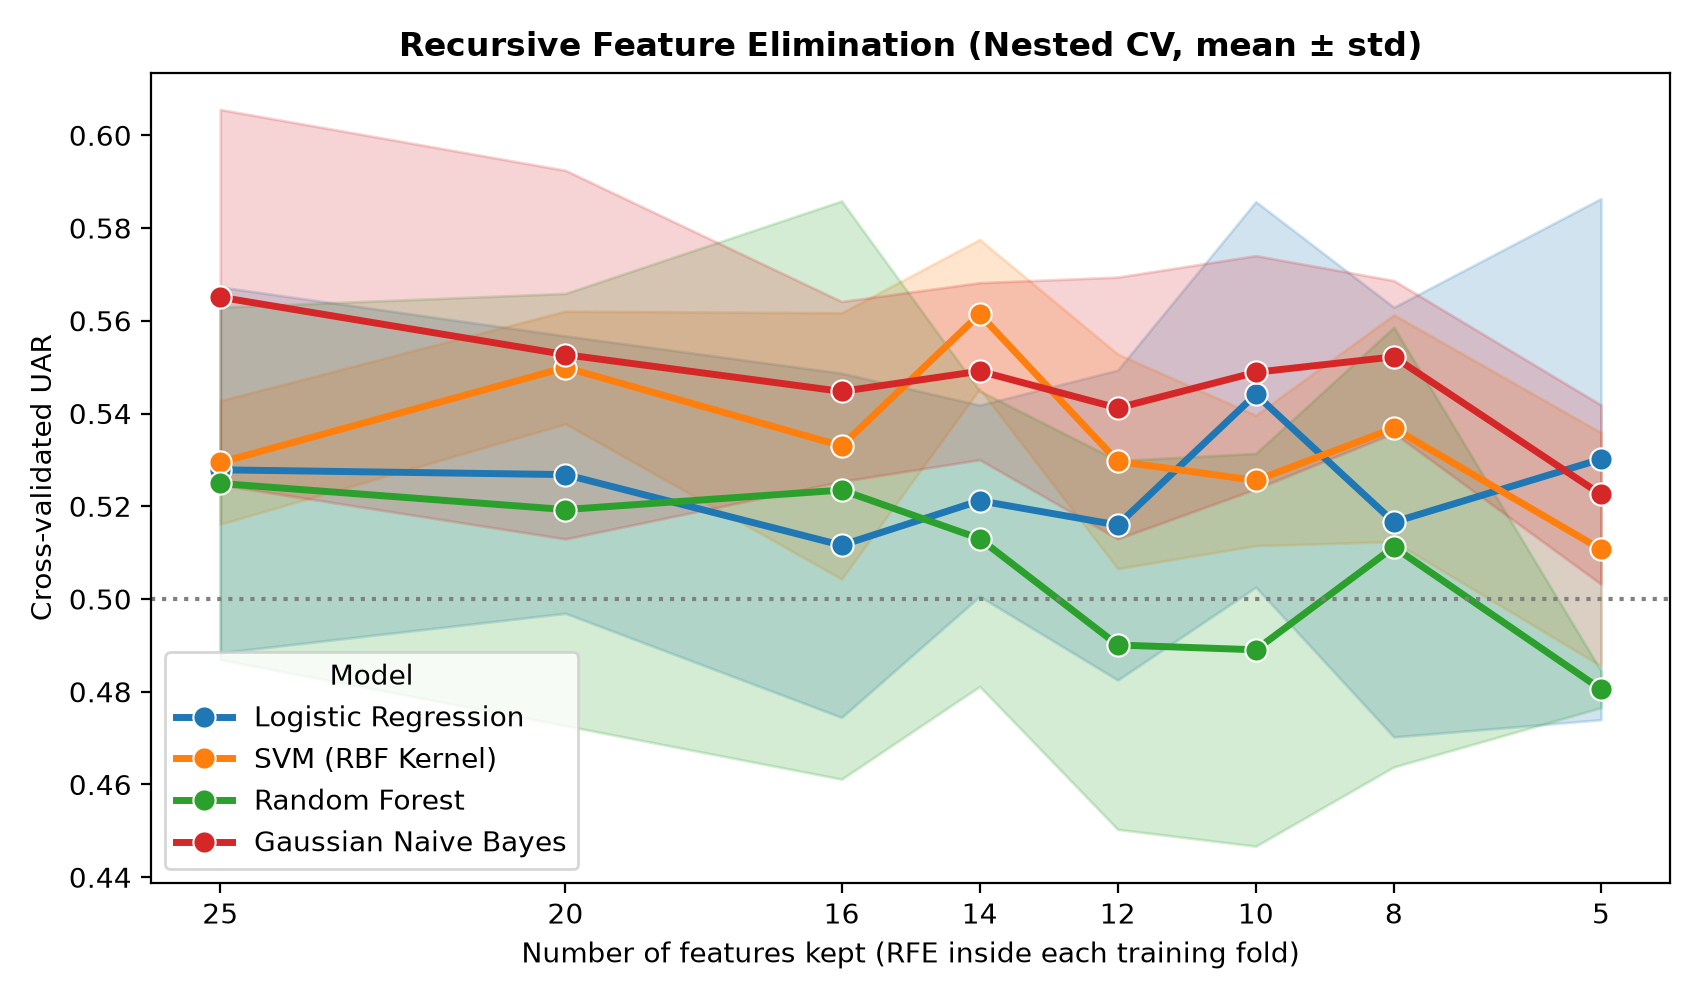 Recursive Feature Elimination (Nested CV, mean ± std)
Cross-validated UAR
0.60
0.58
0.56
0.54
0.52
0.50
0.48
0.46
0.44
Model
Logistic Regression
SVM (RBF Kernel)
Random Forest
Gaussian Naive Bayes
25 20 16 14 12 10 8 5
Number of features kept (RFE inside each training fold)